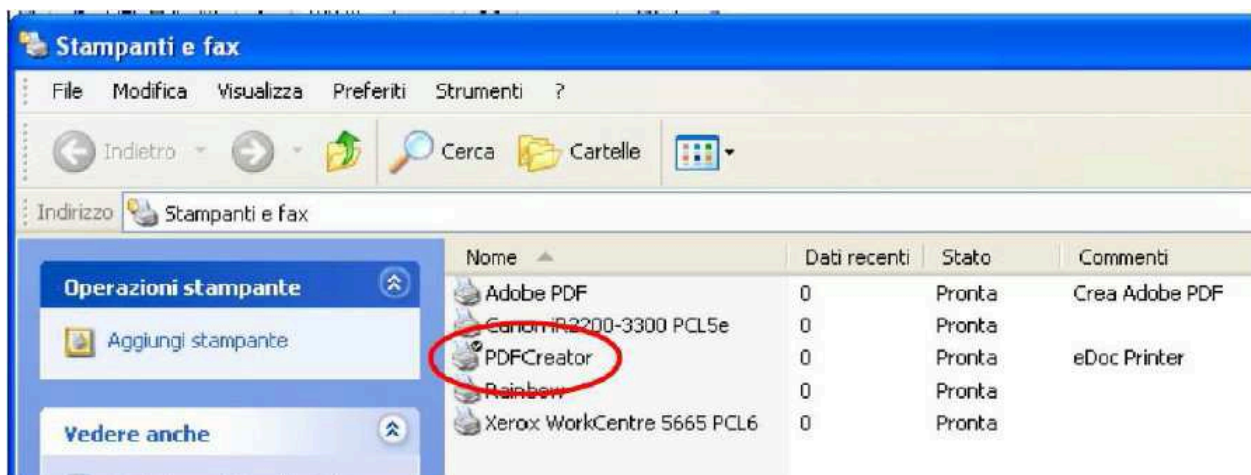 Stampanti e fax
File Modifica Visualizza Preferiti Strumenti ?
Indietro Cerca Cartelle
Indirizzo Stampanti e fax
Nome Dati recenti Stato Commenti
Operazioni stampante
Aggiungi stampante
Vedere anche
Adobe PDF 0 Pronta Crea Adobe PDF
Canon iR2200-3300 PCL5e 0 Pronta
PDFCreator 0 Pronta eDoc Printer
Rainbow 0 Pronta
Xerox WorkCentre 5665 PCL6 0 Pronta